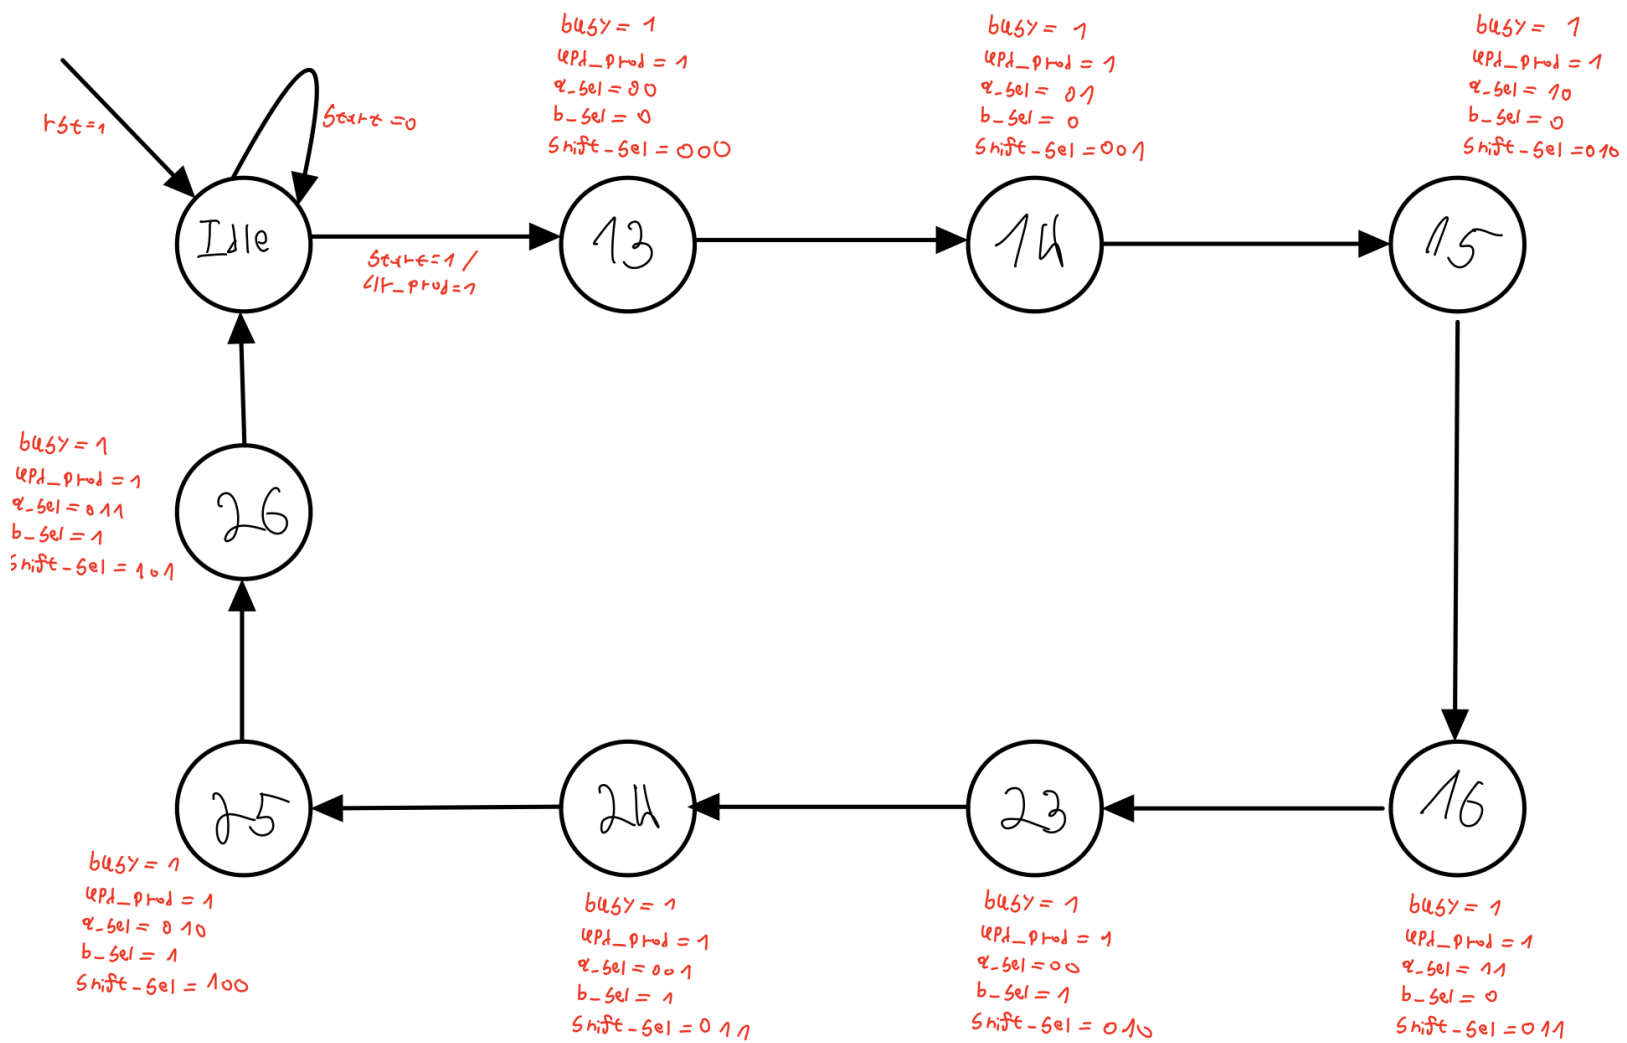 rst=1
start=0
Idle
start=1 /
clr_prod=1
busy=1
upd_prod=1
a_sel=00
b_sel=0
shift_sel=000
13
busy=1
upd_prod=1
a_sel=01
b_sel=0
shift_sel=001
14
busy=1
upd_prod=1
a_sel=10
b_sel=0
shift_sel=010
15
16
busy=1
upd_prod=1
a_sel=11
b_sel=0
shift_sel=011
23
busy=1
upd_prod=1
a_sel=00
b_sel=1
shift_sel=010
24
busy=1
upd_prod=1
a_sel=001
b_sel=1
shift_sel=011
25
busy=1
upd_prod=1
a_sel=010
b_sel=1
shift_sel=100
26
busy=1
upd_prod=1
a_sel=011
b_sel=1
shift_sel=101